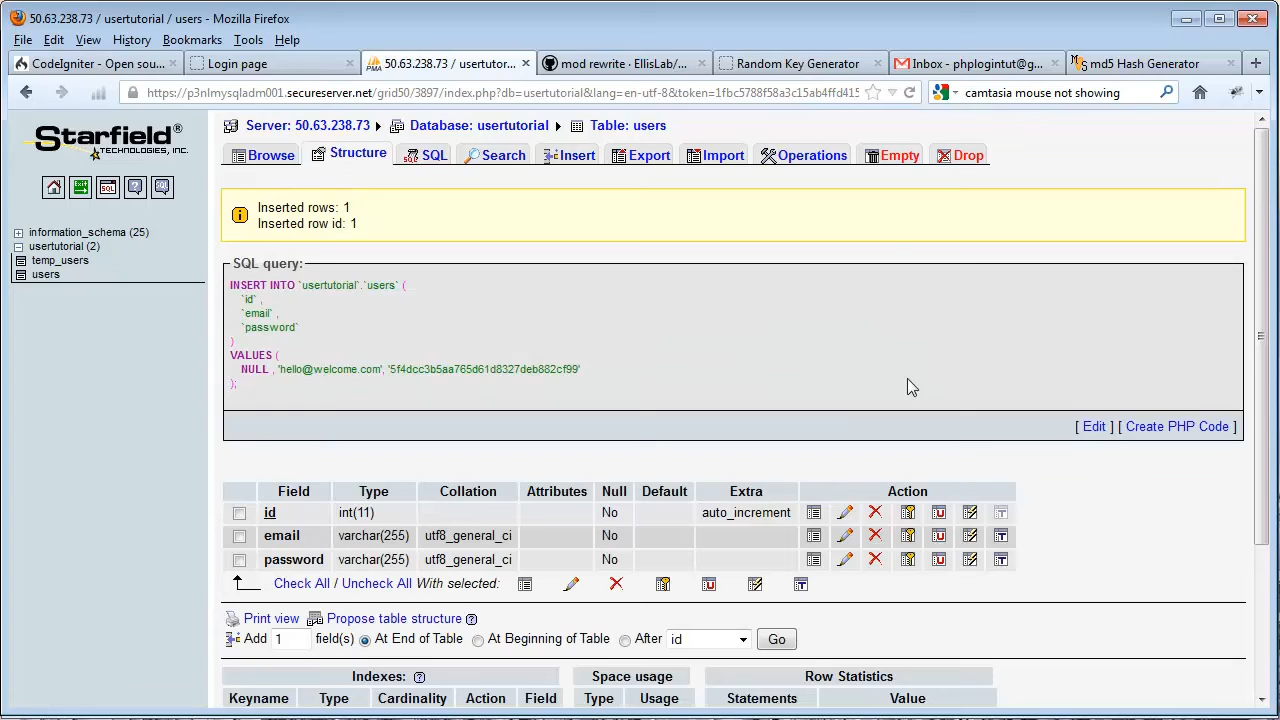 50.63.238.73 / usertutorial / users - Mozilla Firefox
File Edit View History Bookmarks Tools Help
CodeIgniter - Open sou... Login page 50.63.238.73 / usertutor... mod rewrite · EllisLab/... Random Key Generator Inbox - phplogintut@g... md5 Hash Generator
https://p3nlmysqladm001.secureserver.net/grid50/3897/index.php?db=usertutorial&lang=en-utf-8&token=1fbc5788f58a3c15ab4ffd415 camtasia mouse not showing
Starfield®
TECHNOLOGIES, INC.
information_schema (25)
usertutorial (2)
temp_users
users
Server: 50.63.238.73 Database: usertutorial Table: users
Browse Structure SQL Search Insert Export Import Operations Empty Drop
Inserted rows: 1
Inserted row id: 1
SQL query:
INSERT INTO `usertutorial`.`users` (
`id` ,
`email` ,
`password`
)
VALUES (
NULL , 'hello@welcome.com', '5f4dcc3b5aa765d61d8327deb882cf99'
);
[ Edit ] [ Create PHP Code ]
Field Type Collation Attributes Null Default Extra Action
id int(11) No auto_increment
email varchar(255) utf8_general_ci No
password varchar(255) utf8_general_ci No
Check All / Uncheck All With selected:
Print view Propose table structure
Add 1 field(s) At End of Table At Beginning of Table After id Go
Indexes: Space usage Row Statistics
Keyname Type Cardinality Action Field Type Usage Statements Value